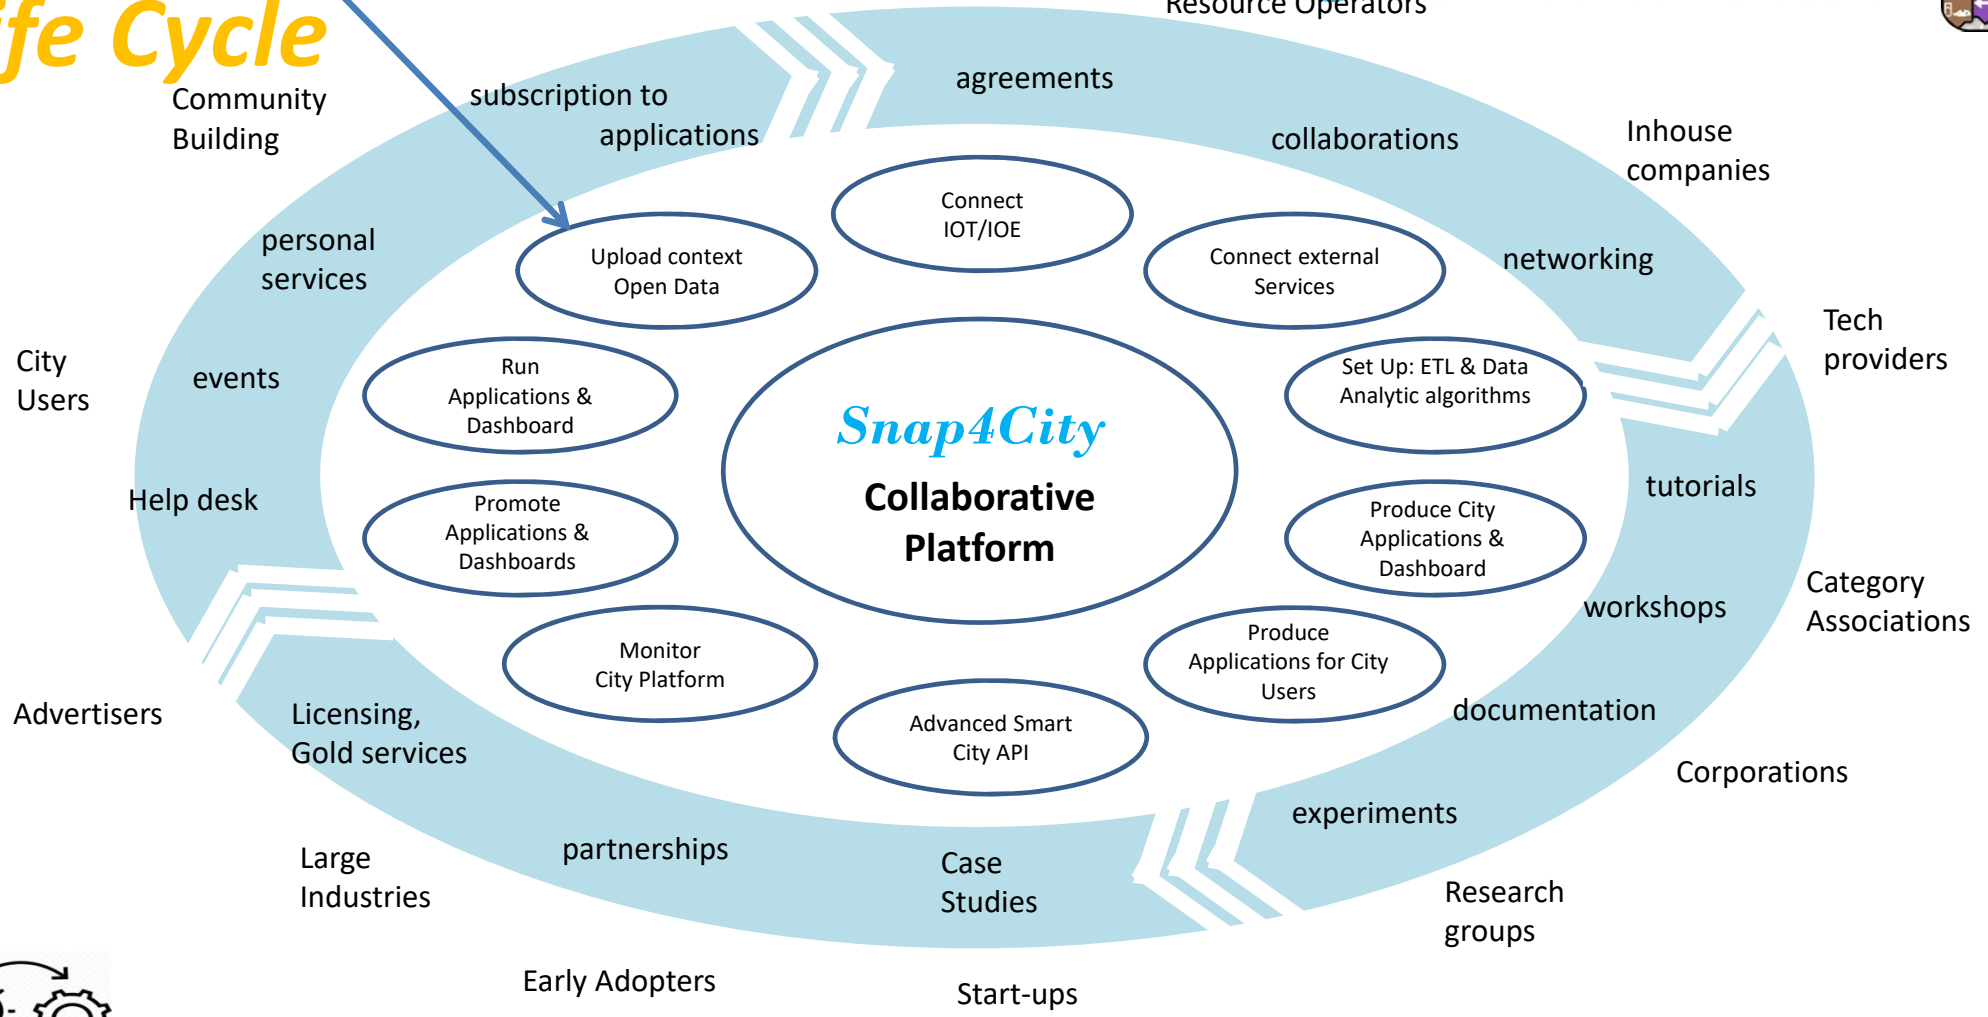 ife Cycle
Resource Operators
Community
Building
subscription to
applications
agreements
collaborations
Inhouse
companies
personal
services
Upload context
Open Data
Connect
IOT/IOE
Connect external
Services
networking
Tech
providers
City
Users
events
Run
Applications &
Dashboard
Set Up: ETL & Data
Analytic algorithms
Snap4City
Collaborative
Platform
Help desk
Promote
Applications &
Dashboards
Produce City
Applications &
Dashboard
tutorials
workshops
Category
Associations
Monitor
City Platform
Produce
Applications for City
Users
Advanced Smart
City API
Advertisers
Licensing,
Gold services
documentation
Corporations
experiments
partnerships
Case
Studies
Large
Industries
Research
groups
Early Adopters
Start-ups